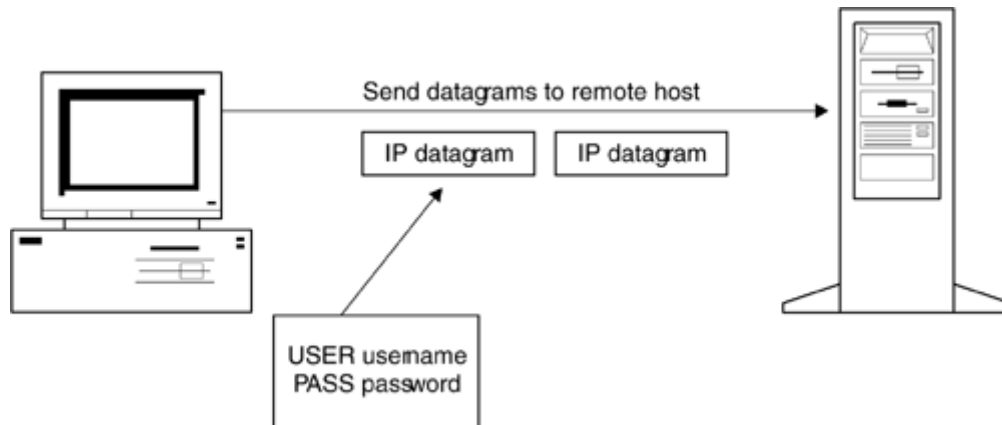 Send datagrams to remote host
IP datagram
IP datagram
USER username
PASS password